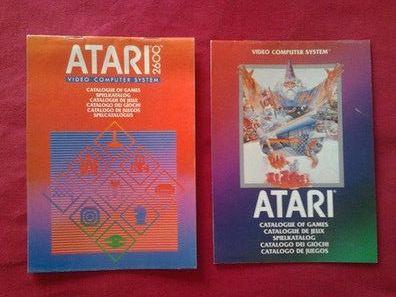 ATARI 2600
VIDEO COMPUTER SYSTEM
CATALOGUE OF GAMES
SPIELKATALOG
CATALOGUE DE JEUX
CATALOGO DEI GIOCHI
CATALOGO DE JUEGOS
SPELCATALOGUS
VIDEO COMPUTER SYSTEM™
ATARI®
CATALOGUE OF GAMES
CATALOGUE DE JEUX
SPIELKATALOG
CATALOGO DEI GIOCHI
CATALOGO DE JUEGOS